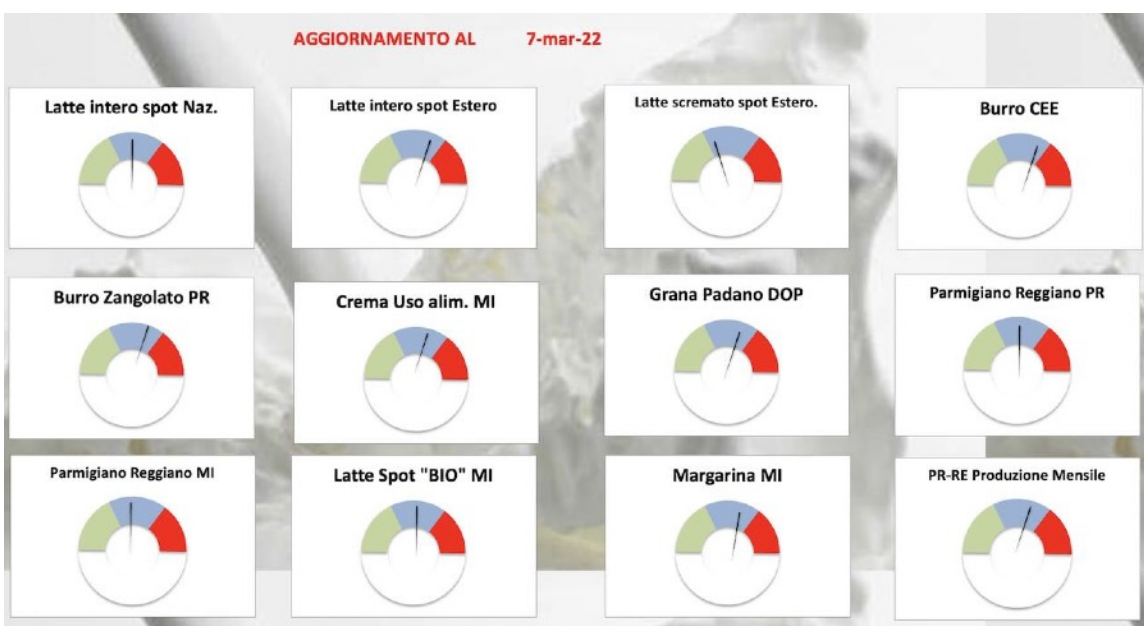 AGGIORNAMENTO AL 7-mar-22
Latte intero spot Naz.
Latte intero spot Estero
Latte scremato spot Estero.
Burro CEE
Burro Zangolato PR
Crema Uso alim. MI
Grana Padano DOP
Parmigiano Reggiano PR
Parmigiano Reggiano MI
Latte Spot "BIO" MI
Margarina MI
PR-RE Produzione Mensile